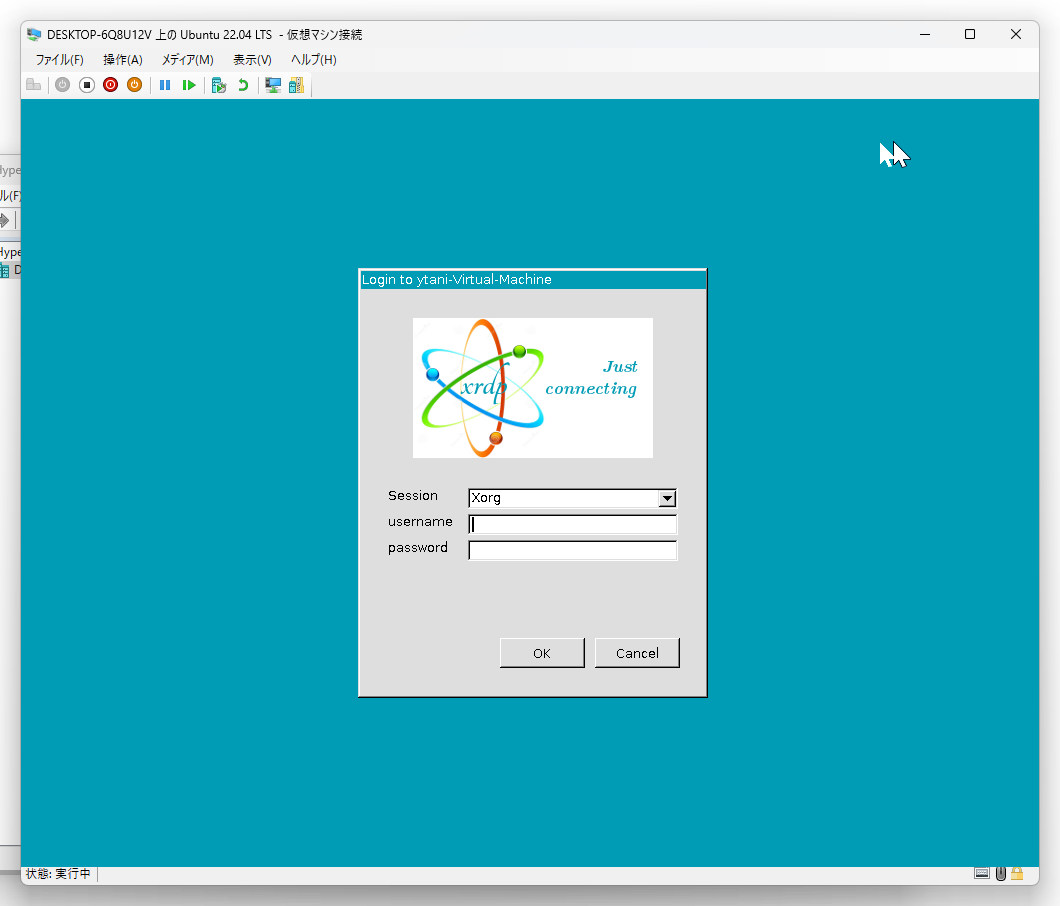 DESKTOP-6Q8U12V 上の Ubuntu 22.04 LTS - 仮想マシン接続
ファイル(F) 操作(A) メディア(M) 表示(V) ヘルプ(H)
Hype
ル(F)
Hype
D
Login to ytani-Virtual-Machine
xrdp
Just
connecting
Session Xorg
username
password
OK Cancel
状態: 実行中